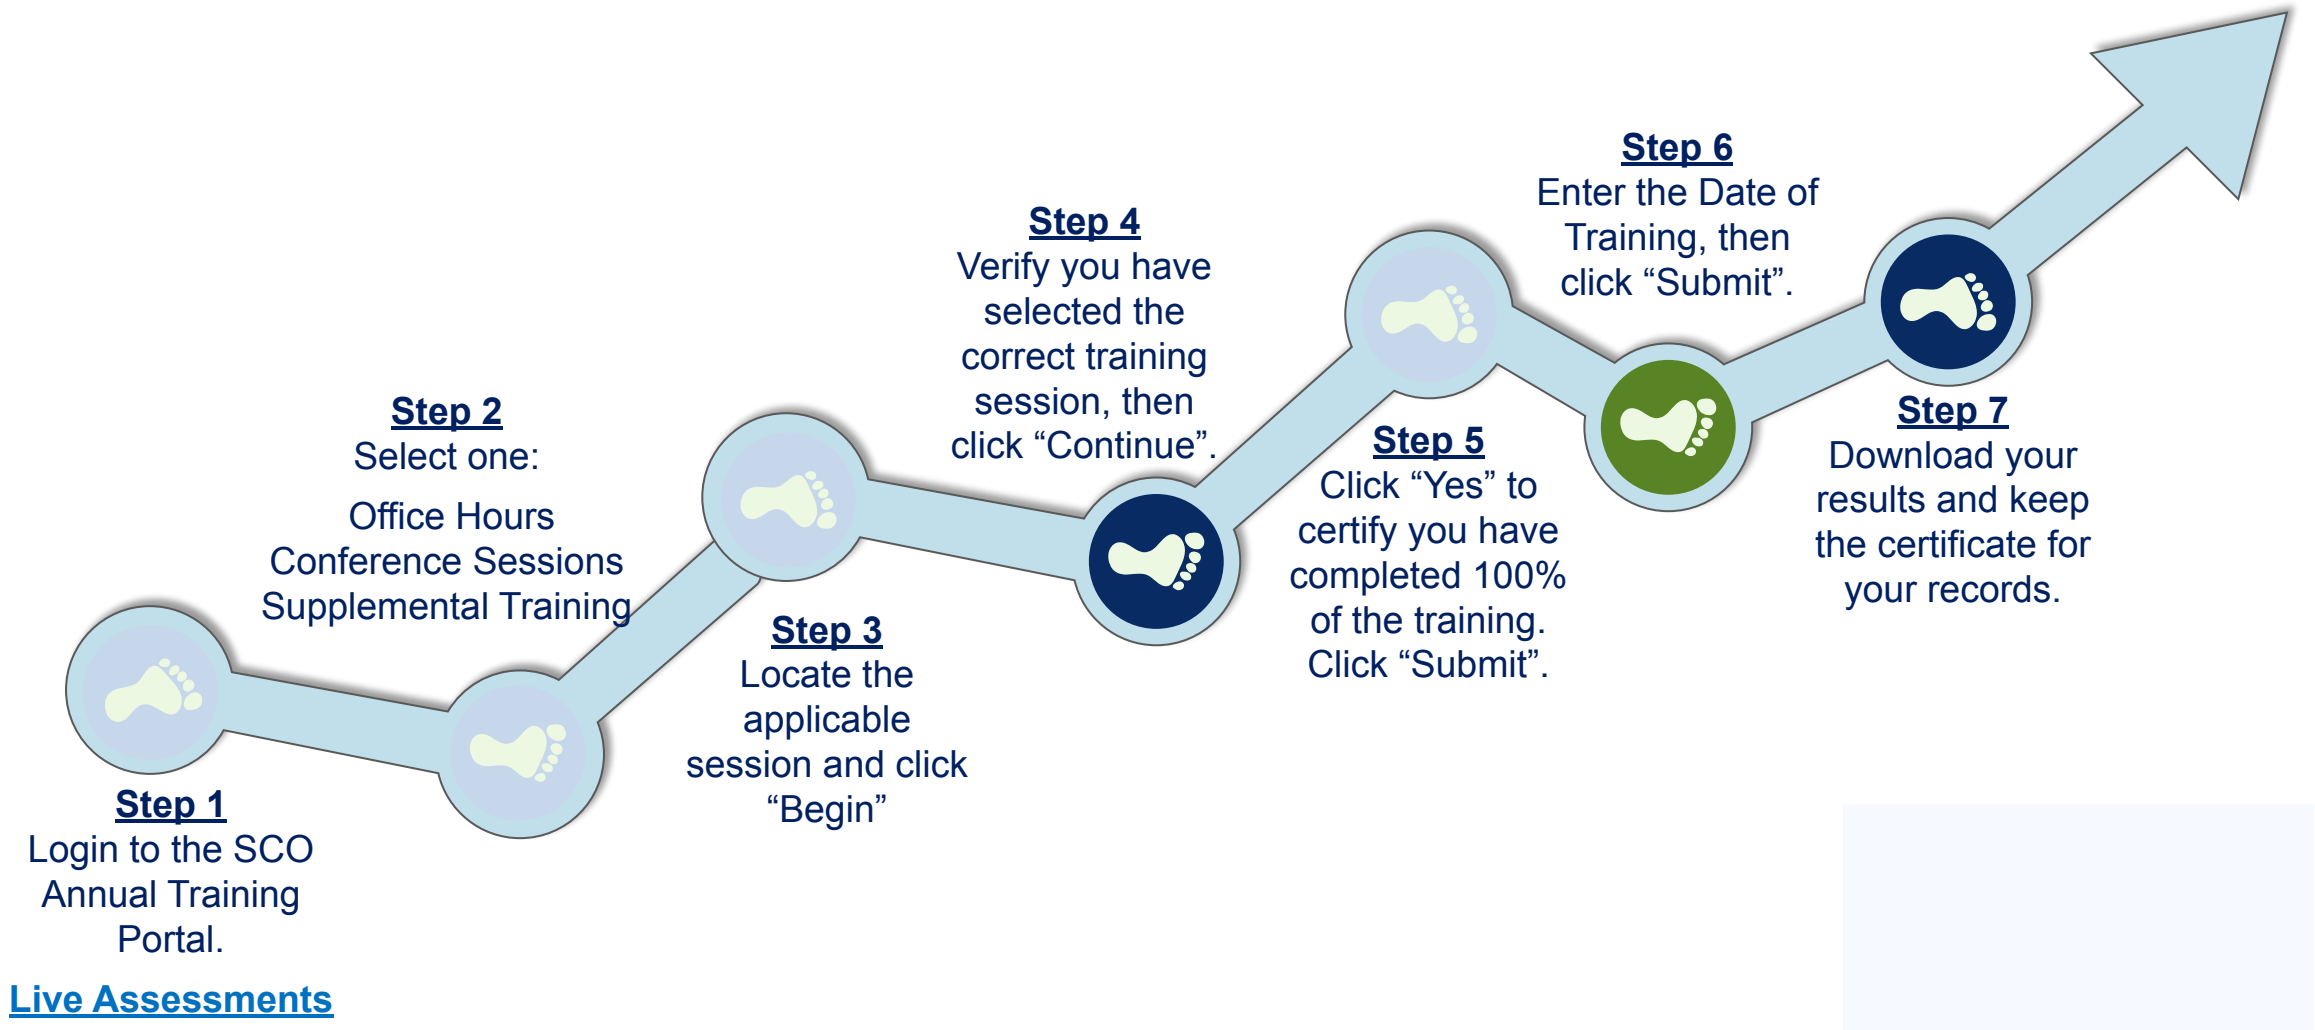 Step 1
Login to the SCO
Annual Training
Portal.
Live Assessments
Step 2
Select one:
Office Hours
Conference Sessions
Supplemental Training
Step 3
Locate the
applicable
session and click
“Begin”
Step 4
Verify you have
selected the
correct training
session, then
click “Continue”.
Step 5
Click “Yes” to
certify you have
completed 100%
of the training.
Click “Submit”.
Step 6
Enter the Date of
Training, then
click “Submit”.
Step 7
Download your
results and keep
the certificate for
your records.